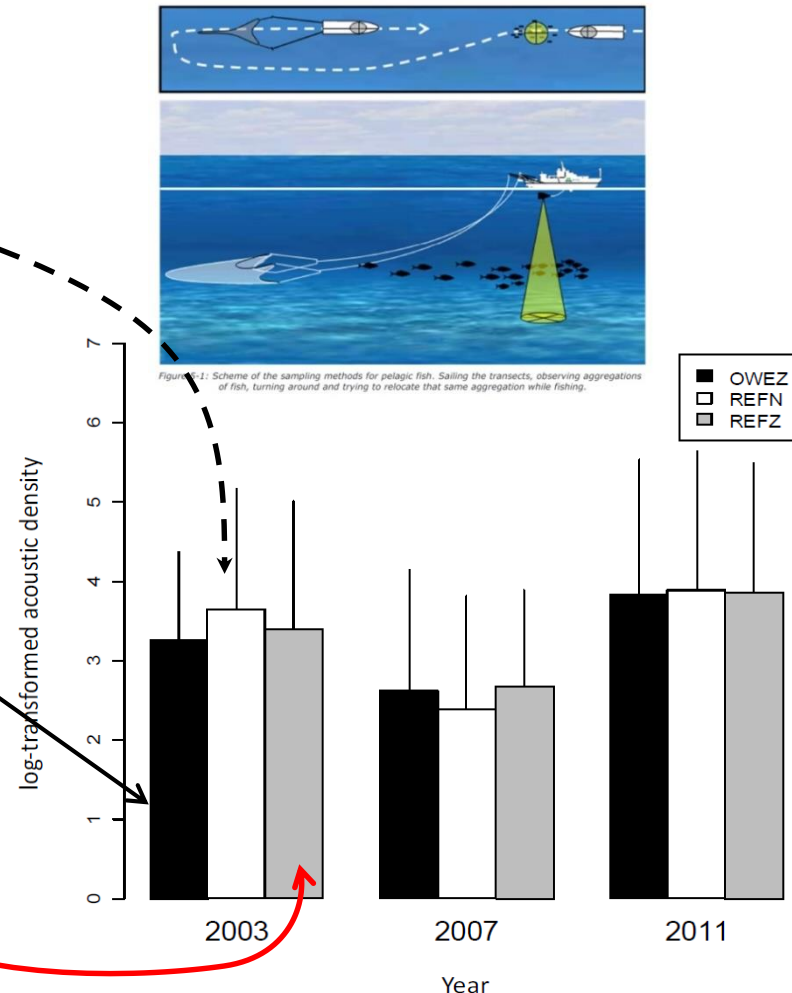 Figure 5-1: Scheme of the sampling methods for pelagic fish. Sailing the transects, observing aggregations
of fish, turning around and trying to relocate that same aggregation while fishing.
OWEZ
REFN
REFZ
log-transformed acoustic density
7
6
5
4
3
2
1
0
2003
2007
2011
Year